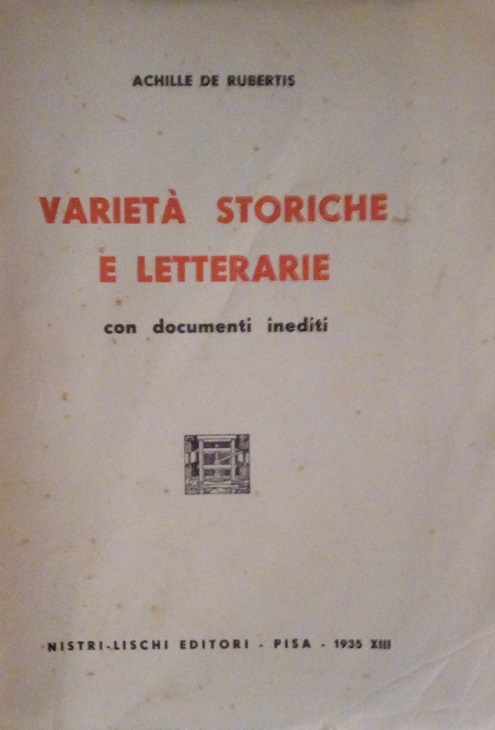 ACHILLE DE RUBERTIS
VARIETÀ STORICHE
E LETTERARIE
con documenti inediti
NISTRI-LISCHI EDITORI - PISA - 1935 XIII